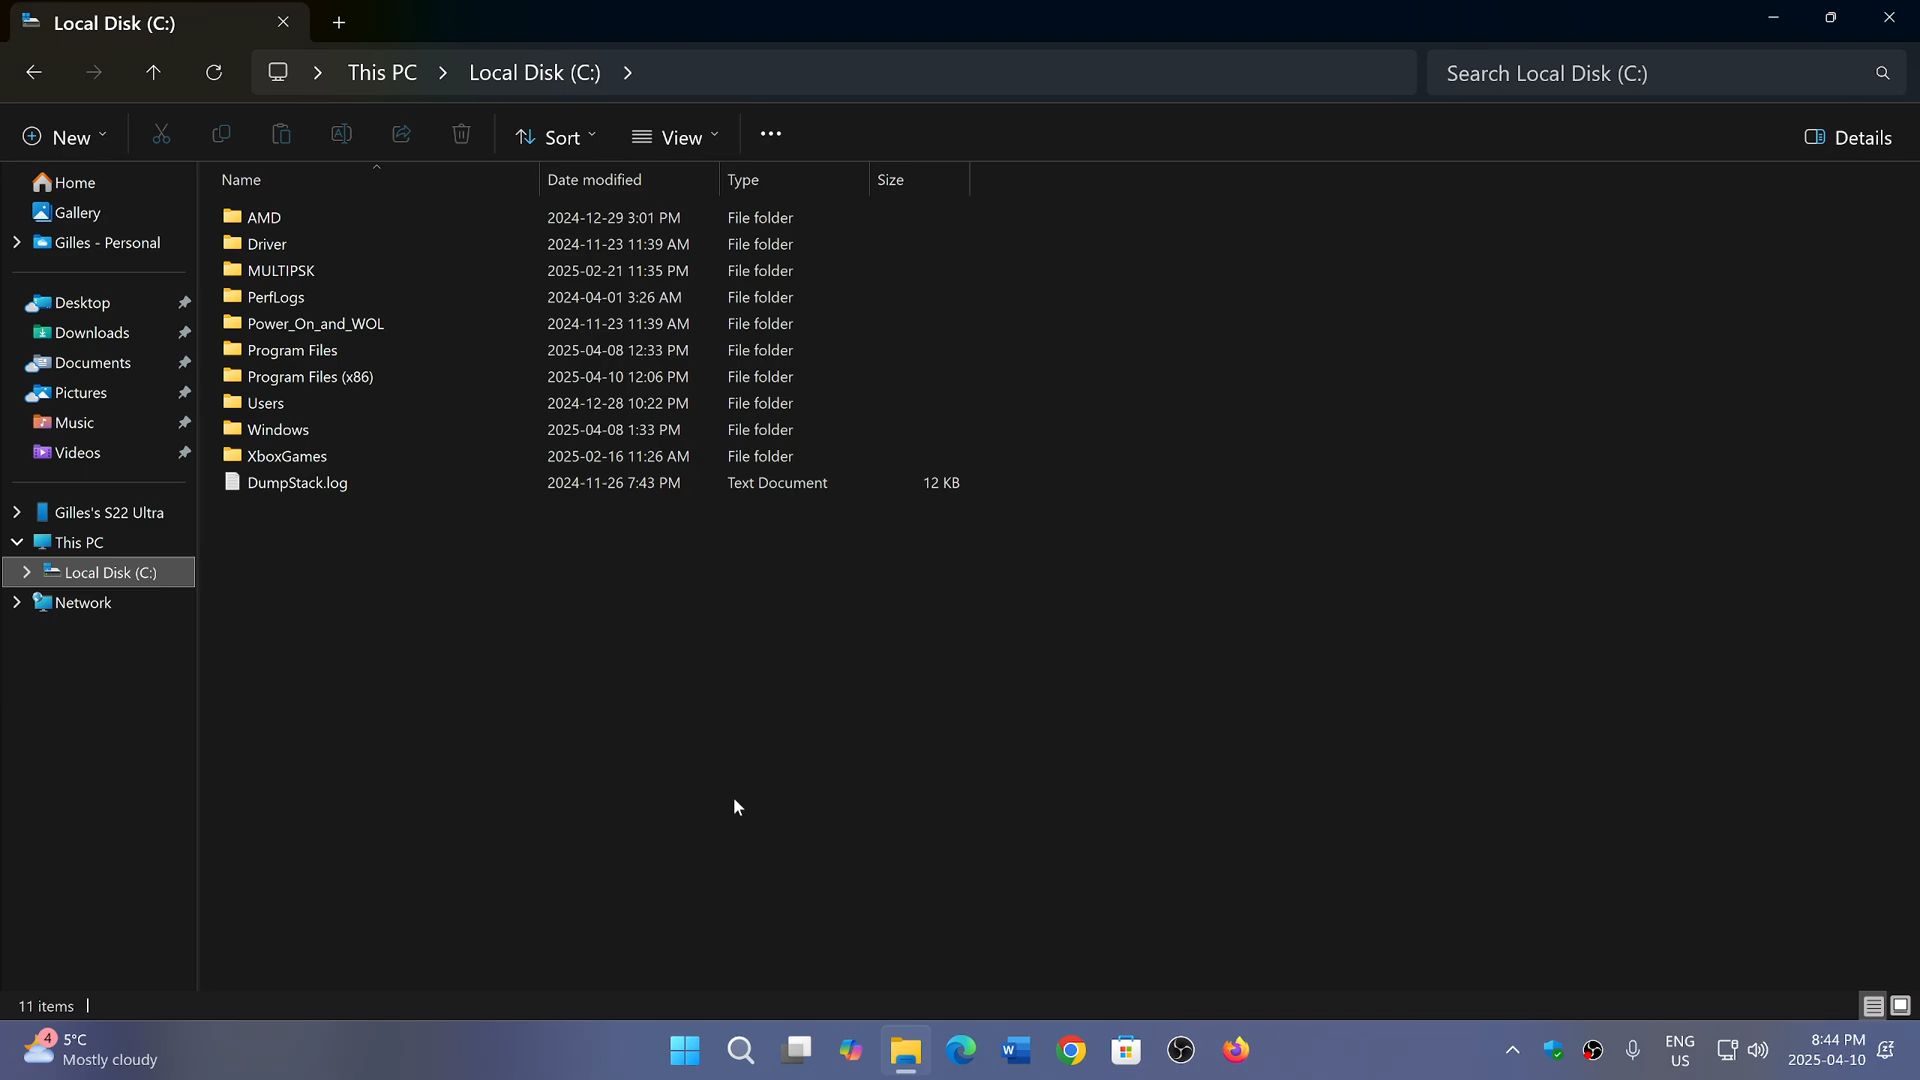 Local Disk (C:)
This PC > Local Disk (C:) >
Search Local Disk (C:)
New
Sort
View
Details
Home
Gallery
Gilles - Personal
Desktop
Downloads
Documents
Pictures
Music
Videos
Gilles's S22 Ultra
This PC
Local Disk (C:)
Network
Name Date modified Type Size
AMD 2024-12-29 3:01 PM File folder
Driver 2024-11-23 11:39 AM File folder
MULTIPSK 2025-02-21 11:35 PM File folder
PerfLogs 2024-04-01 3:26 AM File folder
Power_On_and_WOL 2024-11-23 11:39 AM File folder
Program Files 2025-04-08 12:33 PM File folder
Program Files (x86) 2025-04-10 12:06 PM File folder
Users 2024-12-28 10:22 PM File folder
Windows 2025-04-08 1:33 PM File folder
XboxGames 2025-02-16 11:26 AM File folder
DumpStack.log 2024-11-26 7:43 PM Text Document 12 KB
11 items
4
5°C
Mostly cloudy
W
ENG
US
8:44 PM
2025-04-10